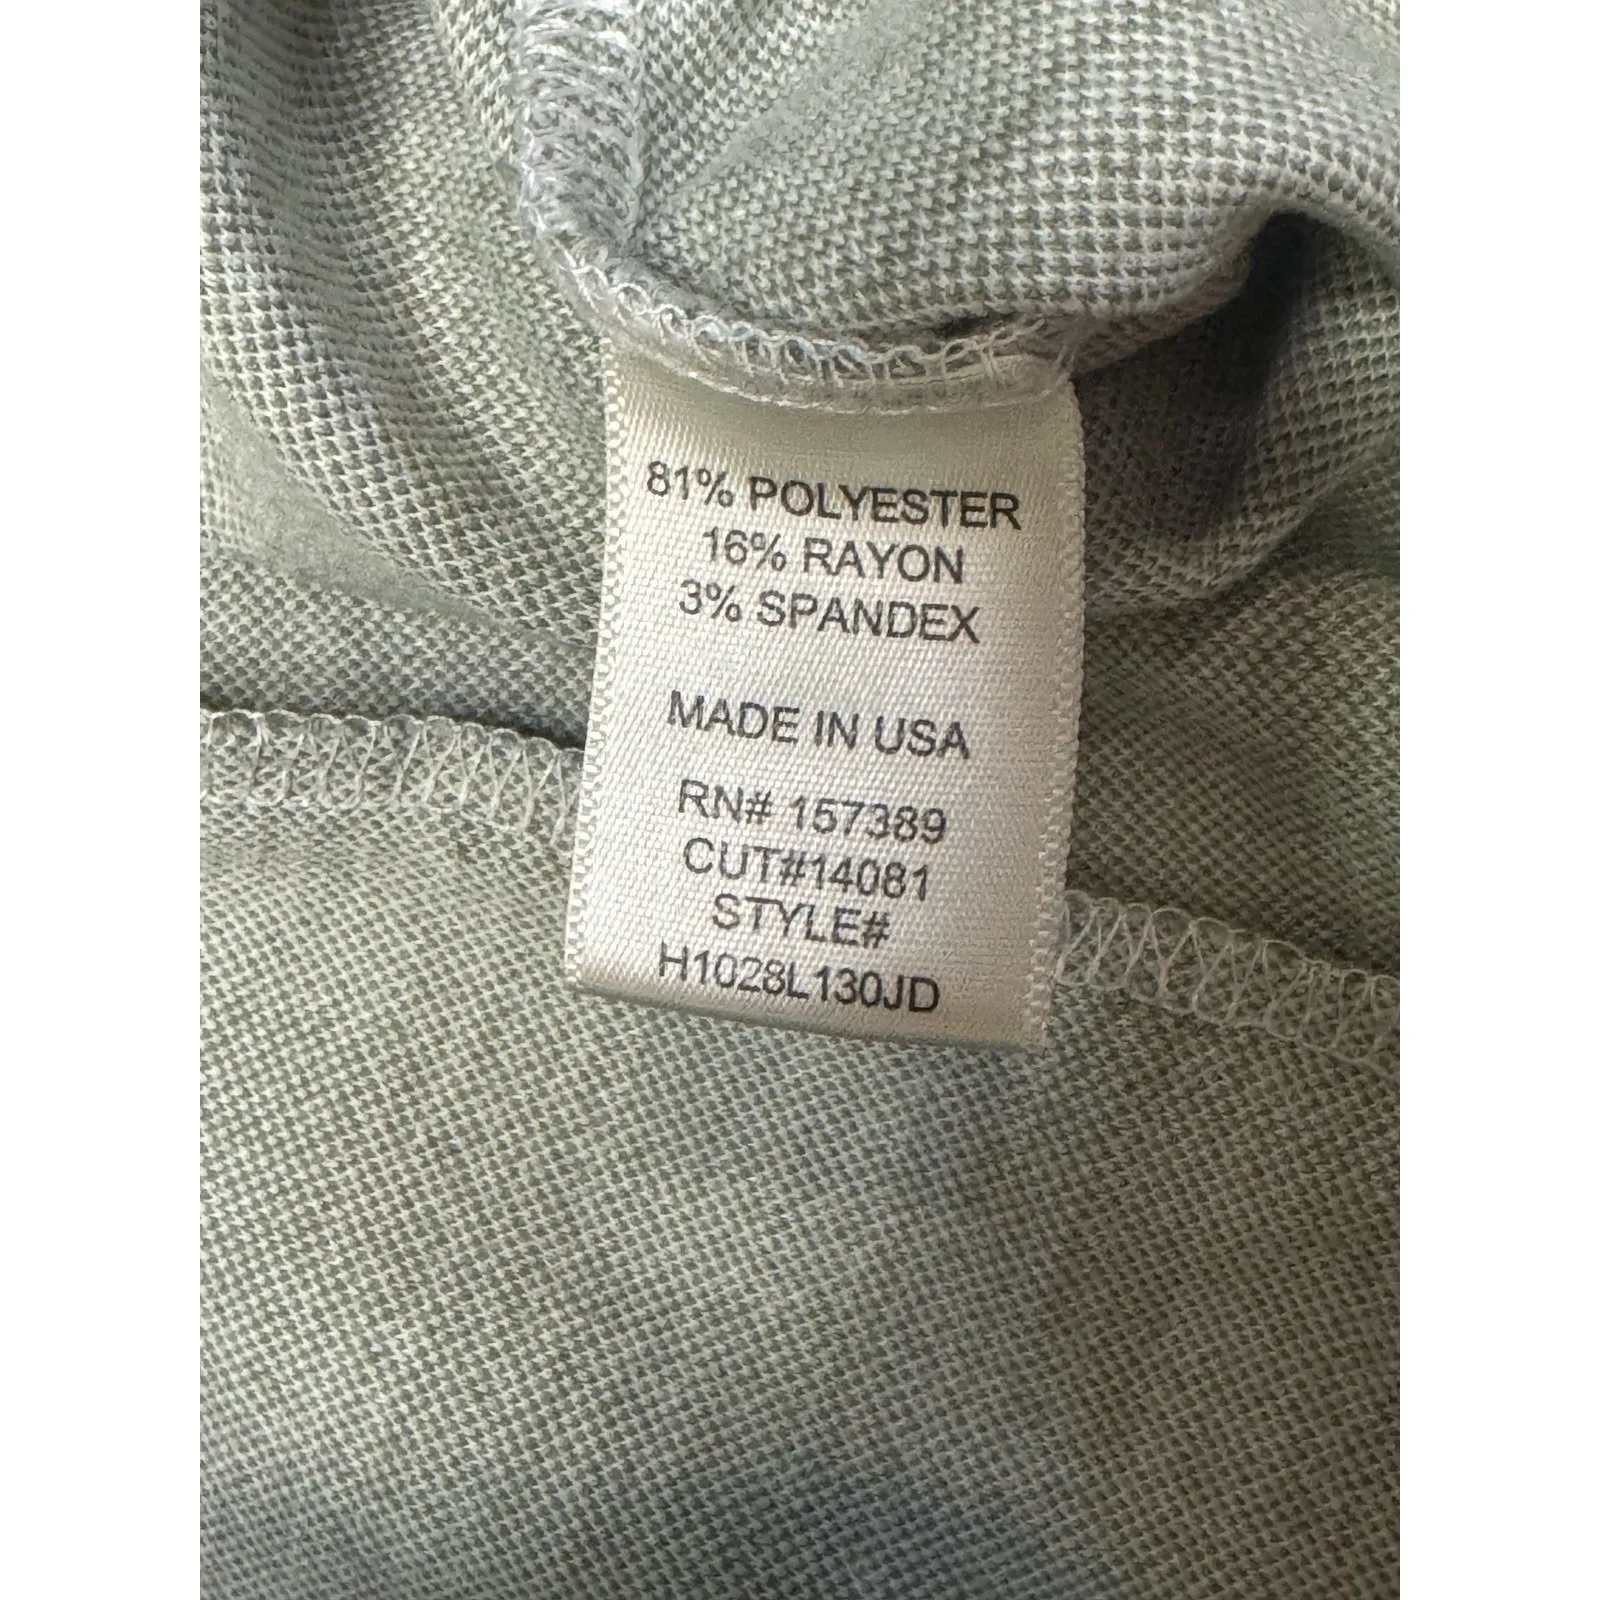 81% POLYESTER
16% RAYON
3% SPANDEX
MADE IN USA
RN# 157389
CUT#14081
STYLE#
H1028L130JD